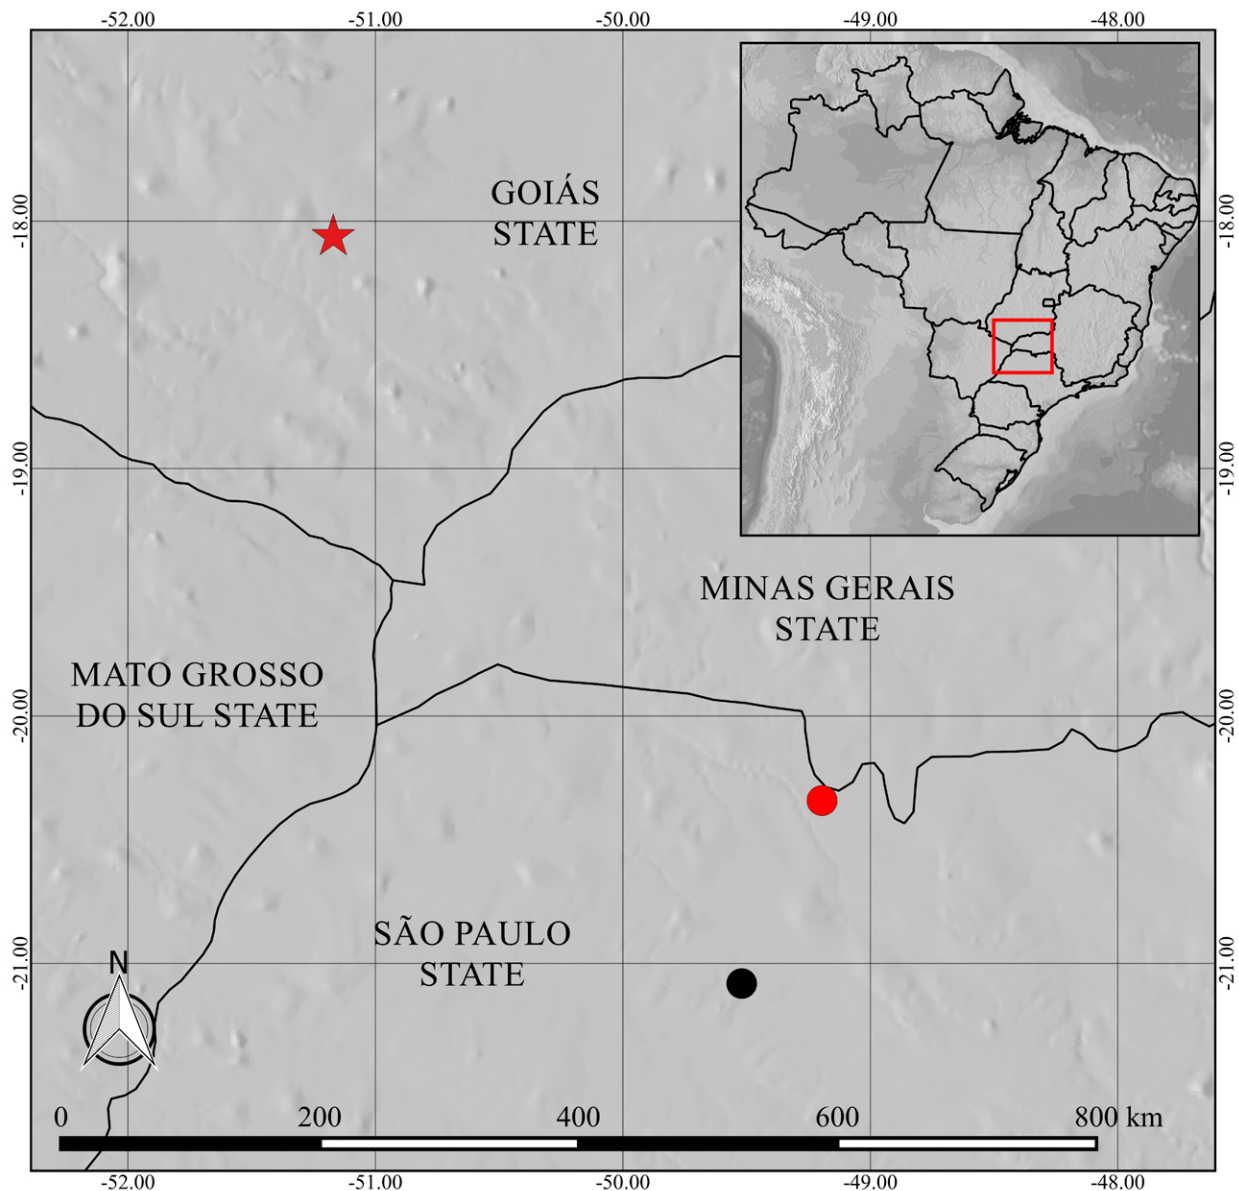 -52.00 -51.00 -50.00 -49.00 -48.00
-18.00 -18.00
GOIÁS
STATE
-19.00 -19.00
MINAS GERAIS
STATE
MATO GROSSO
DO SUL STATE
-20.00 -20.00
SÃO PAULO
STATE
-21.00 -21.00
N
0 200 400 600 800 km
-52.00 -51.00 -50.00 -49.00 -48.00